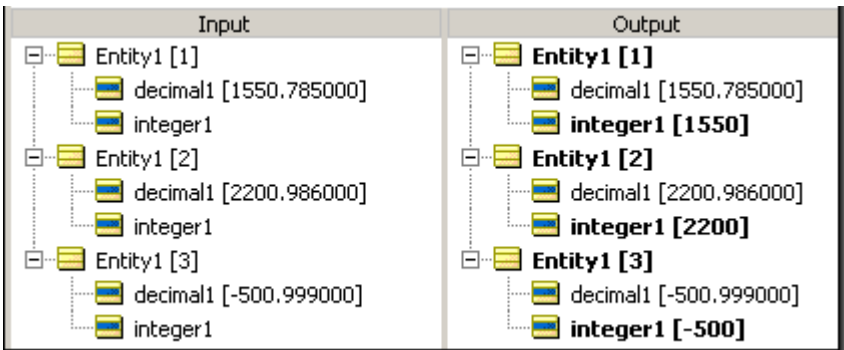 Input
Entity1 [1]
decimal1 [1550.785000]
integer1
Entity1 [2]
decimal1 [2200.986000]
integer1
Entity1 [3]
decimal1 [-500.999000]
integer1
Output
Entity1 [1]
decimal1 [1550.785000]
integer1 [1550]
Entity1 [2]
decimal1 [2200.986000]
integer1 [2200]
Entity1 [3]
decimal1 [-500.999000]
integer1 [-500]